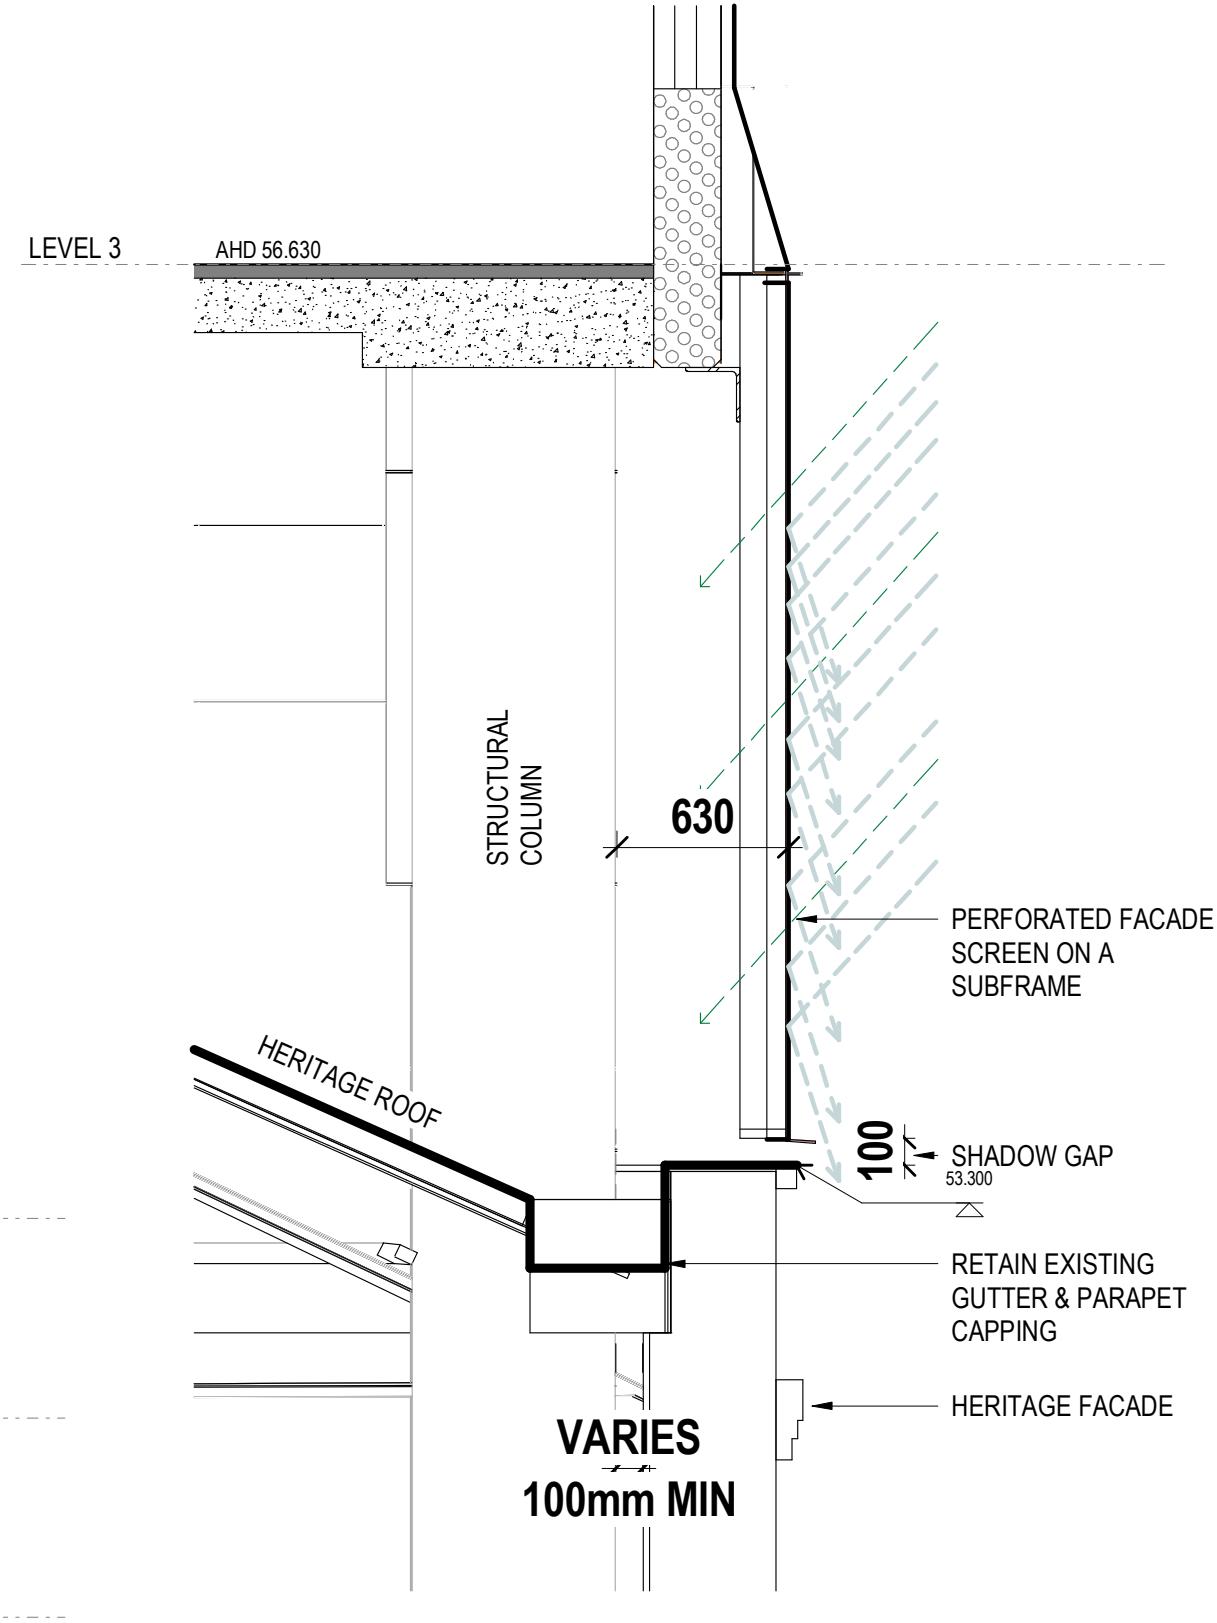 LEVEL 3
AHD 56.630
STRUCTURAL
COLUMN
630
PERFORATED FACADE
SCREEN ON A
SUBFRAME
HERITAGE ROOF
100
SHADOW GAP
53.300
RETAIN EXISTING
GUTTER & PARAPET
CAPPING
HERITAGE FACADE
VARIES
100mm MIN